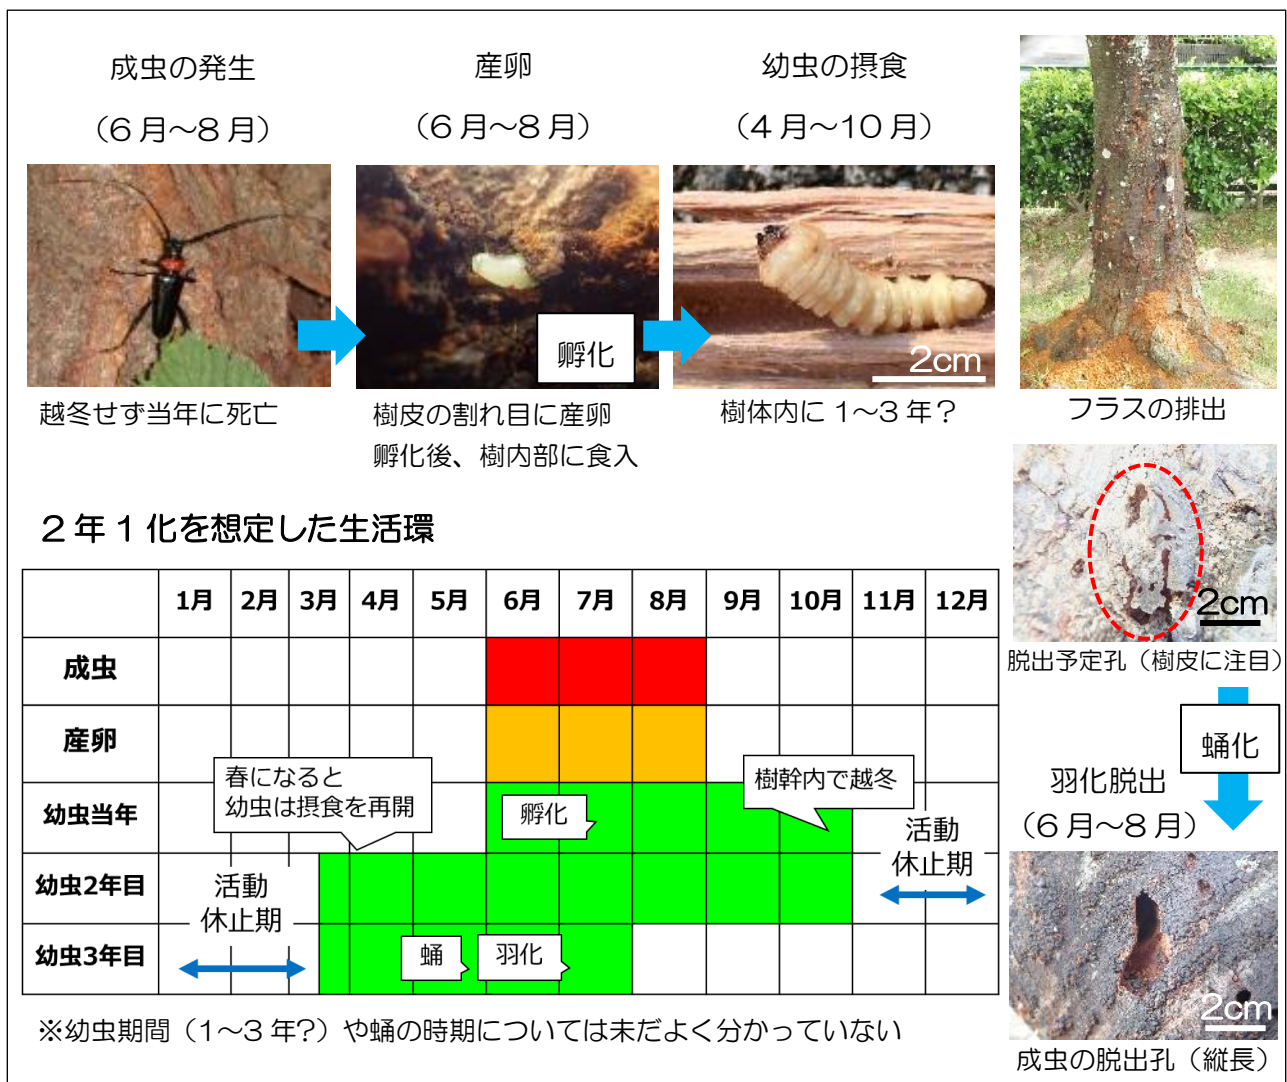 成虫の発生
（6月～8月）
越冬せず当年に死亡
産卵
（6月～8月）
孵化
樹皮の割れ目に産卵
孵化後、樹内部に食入
幼虫の摂食
（4月～10月）
2cm
樹体内に 1～3 年？
フラスの排出
2cm
脱出予定孔（樹皮に注目）
蛹化
羽化脱出
（6月～8月）
2cm
成虫の脱出孔（縦長）
2年1化を想定した生活環
1月 2月 3月 4月 5月 6月 7月 8月 9月 10月 11月 12月
成虫
産卵
春になると
幼虫は摂食を再開
樹幹内で越冬
幼虫当年
孵化
活動
休止期
幼虫2年目
活動
休止期
幼虫3年目
蛹
羽化
※幼虫期間（1～3 年?）や蛹の時期については未だよく分かっていない